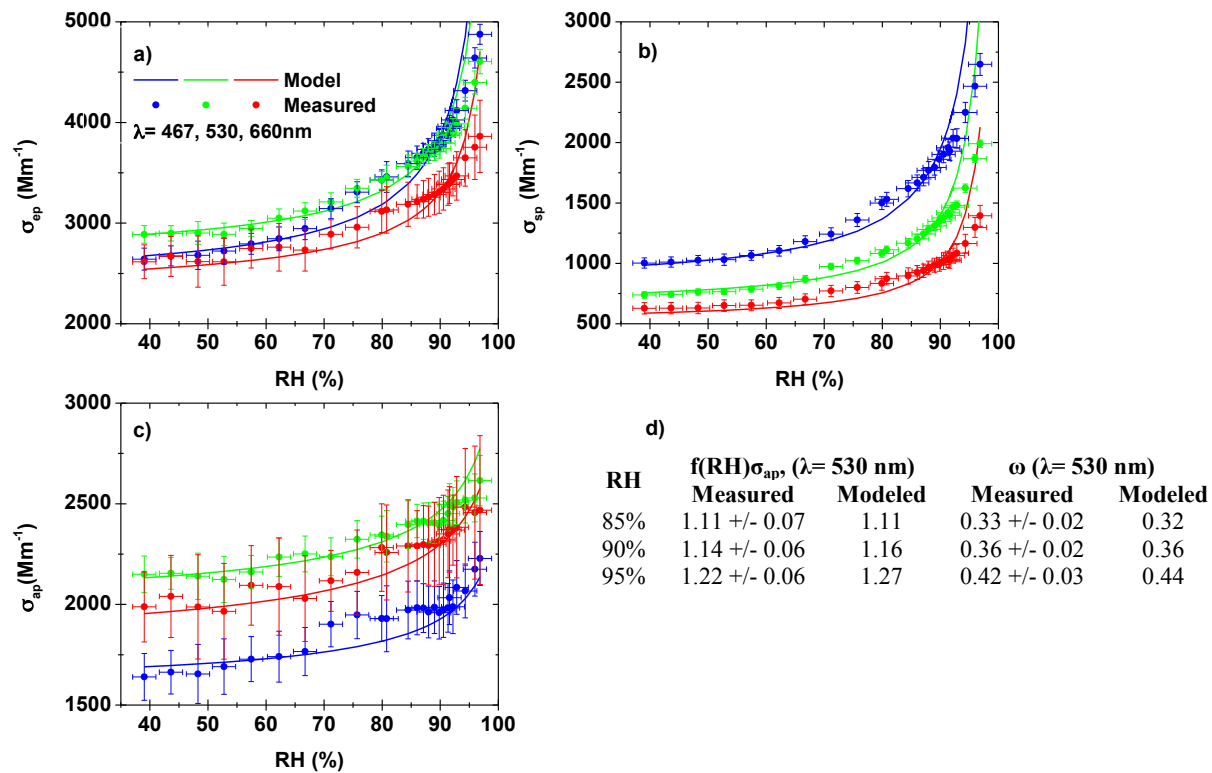 a)
Model
Measured
λ= 467, 530, 660nm
5000
4000
3000
2000
σep (Mm-1)
40 50 60 70 80 90 100
RH (%)
b)
3000
2500
2000
1500
1000
500
σsp (Mm-1)
40 50 60 70 80 90 100
RH (%)
c)
3000
2500
2000
1500
σap(Mm-1)
40 50 60 70 80 90 100
RH (%)
d)
RH f(RH)σap, (λ= 530 nm) ω (λ= 530 nm)
Measured Modeled Measured Modeled
85% 1.11 +/- 0.07 1.11 0.33 +/- 0.02 0.32
90% 1.14 +/- 0.06 1.16 0.36 +/- 0.02 0.36
95% 1.22 +/- 0.06 1.27 0.42 +/- 0.03 0.44